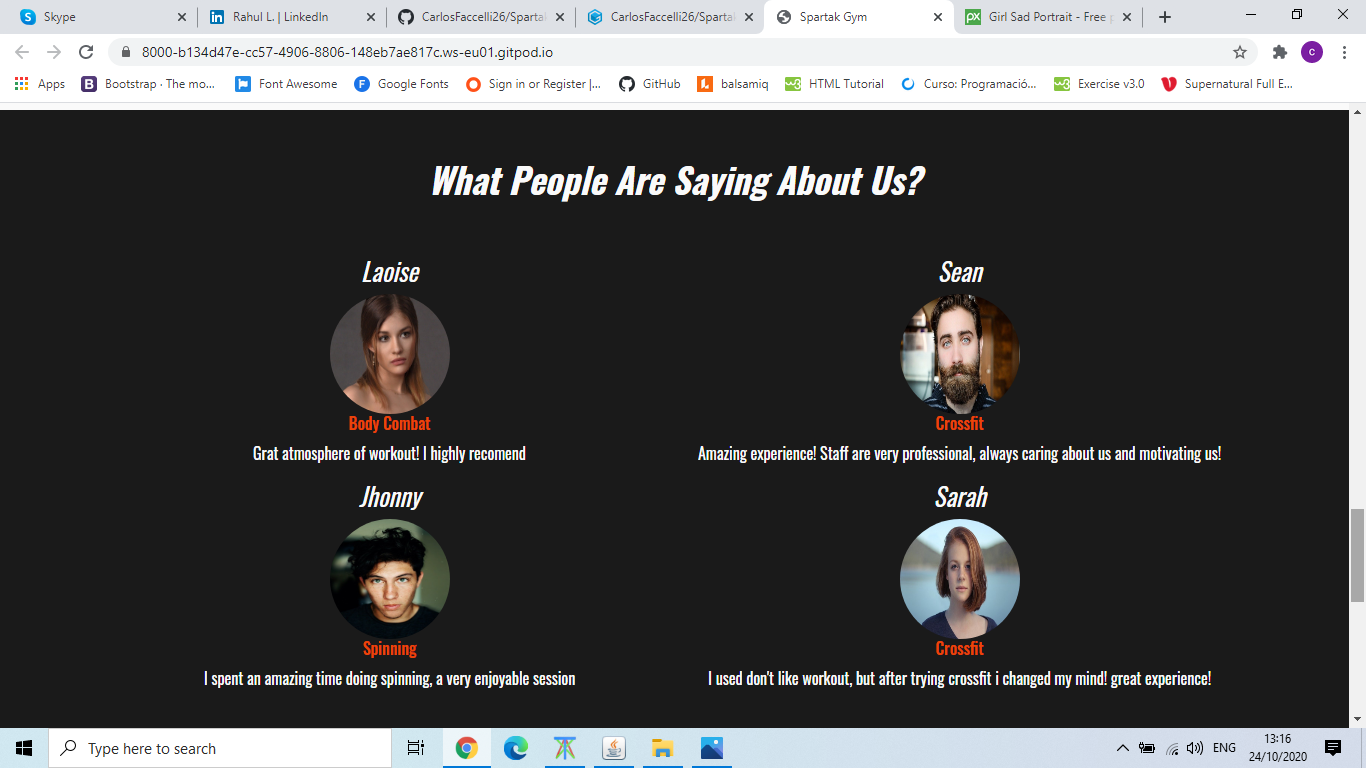 Skype
Rahul L. | LinkedIn
CarlosFaccelli26/Sparta
CarlosFaccelli26/Sparta
Spartak Gym
Girl Sad Portrait - Free p
8000-b134d47e-cc57-4906-8806-148eb7ae817c.ws-eu01.gitpod.io
c
Apps
Bootstrap · The mo...
Font Awesome
Google Fonts
Sign in or Register |...
GitHub
balsamiq
HTML Tutorial
Curso: Programació...
Exercise v3.0
Supernatural Full E...
What People Are Saying About Us?
Laoise
Sean
Body Combat
Crossfit
Grat atmosphere of workout! I highly recomend
Amazing experience! Staff are very professional, always caring about us and motivating us!
Jhonny
Sarah
Spinning
Crossfit
I spent an amazing time doing spinning, a very enjoyable session
I used don't like workout, but after trying crossfit i changed my mind! great experience!
Type here to search
ENG
13:16
24/10/2020